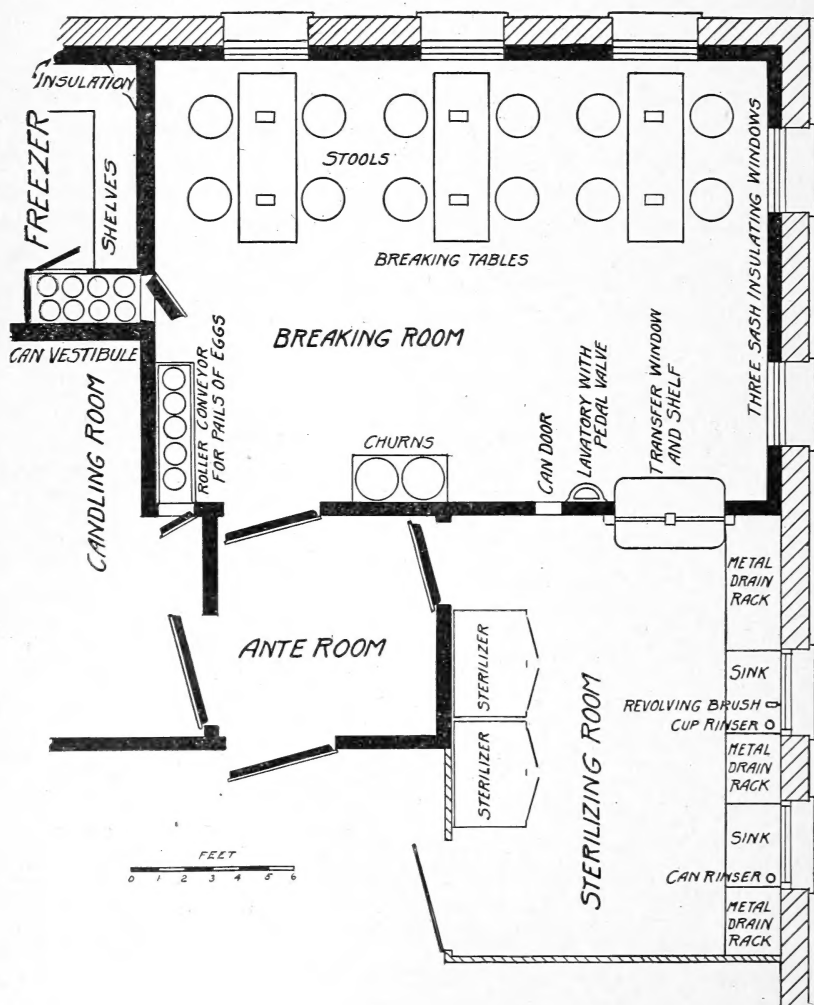 INSULATION
FREEZER
SHELVES
STOOLS
BREAKING TABLES
THREE SASH INSULATING WINDOWS
CAN VESTIBULE
BREAKING ROOM
CANDLING ROOM
ROLLER CONVEYOR
FOR PAILS OF EGGS
CHURNS
CAN DOOR
LAVATORY WITH
PEDAL VALVE
TRANSFER WINDOW
AND SHELF
METAL
DRAIN
RACK
ANTE ROOM
STERILIZER
STERILIZER
STERILIZING ROOM
SINK
REVOLVING BRUSH
CUP RINSER
METAL
DRAIN
RACK
SINK
CAN RINSER
METAL
DRAIN
RACK
FEET
0 1 2 3 4 5 6